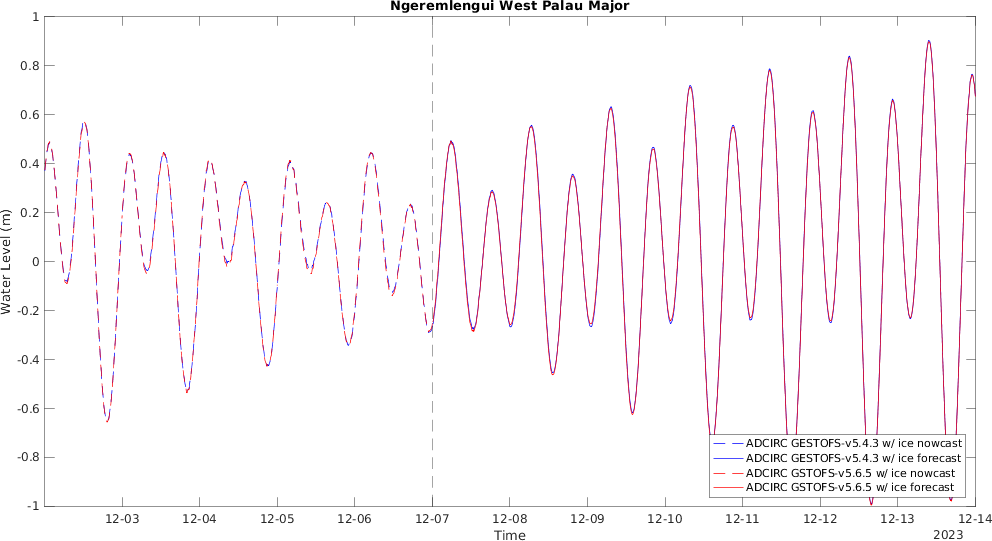 Ngeremlengui West Palau Major
1
0.8
0.6
0.4
0.2
0
-0.2
-0.4
-0.6
-0.8
-1
Water Level (m)
ADCIRC GESTOFS-v5.4.3 w/ ice nowcast
ADCIRC GESTOFS-v5.4.3 w/ ice forecast
ADCIRC GSTOFS-v5.6.5 w/ ice nowcast
ADCIRC GSTOFS-v5.6.5 w/ ice forecast
12-03 12-04 12-05 12-06 12-07 12-08 12-09 12-10 12-11 12-12 12-13 12-14
Time
2023